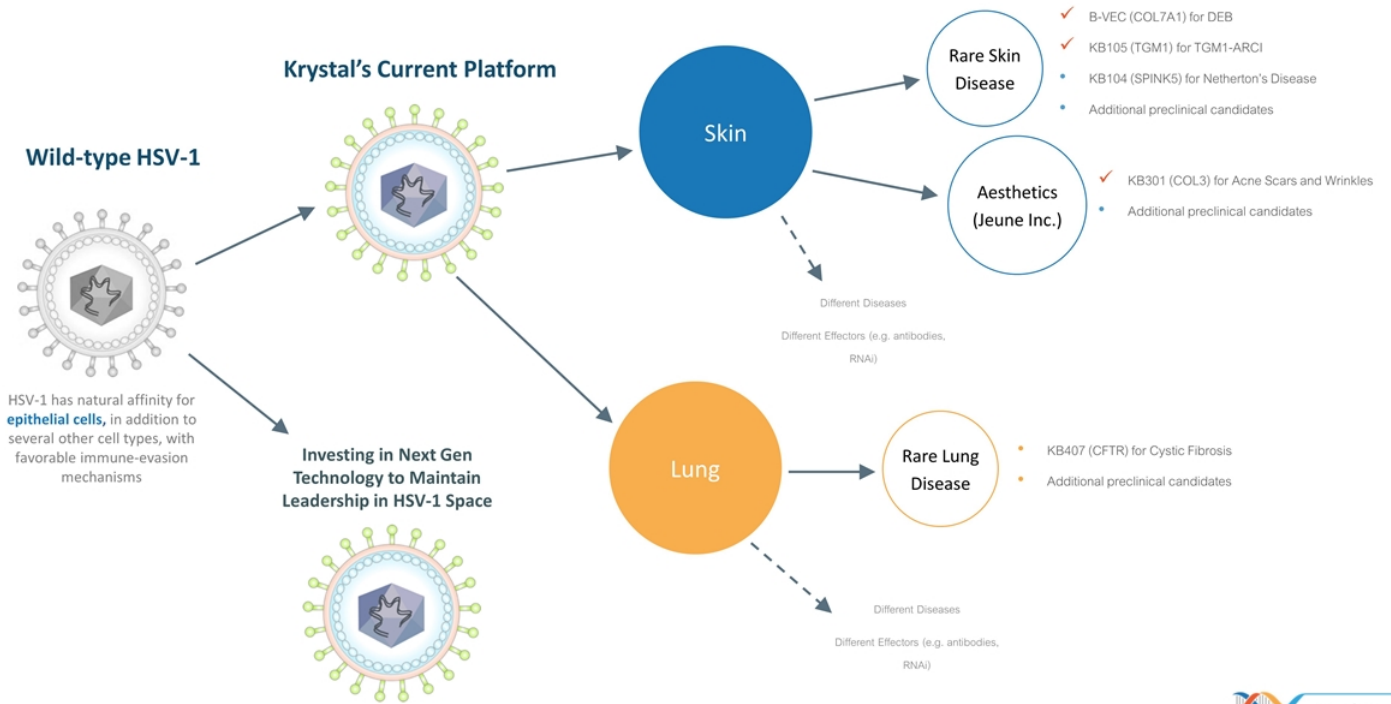 Wild-type HSV-1
HSV-1 has natural affinity for
epithelial cells, in addition to
several other cell types, with
favorable immune-evasion
mechanisms
Krystal's Current Platform
Investing in Next Gen
Technology to Maintain
Leadership in HSV-1 Space
Skin
Rare Skin
Disease
✓ B-VEC (COL7A1) for DEB
✓ KB105 (TGM1) for TGM1-ARCI
• KB104 (SPINK5) for Netherton's Disease
• Additional preclinical candidates
Aesthetics
(Jeune Inc.)
✓ KB301 (COL3) for Acne Scars and Wrinkles
• Additional preclinical candidates
Different Diseases
Different Effectors (e.g. antibodies,
RNAi)
Lung
Rare Lung
Disease
• KB407 (CFTR) for Cystic Fibrosis
• Additional preclinical candidates
Different Diseases
Different Effectors (e.g. antibodies,
RNAi)